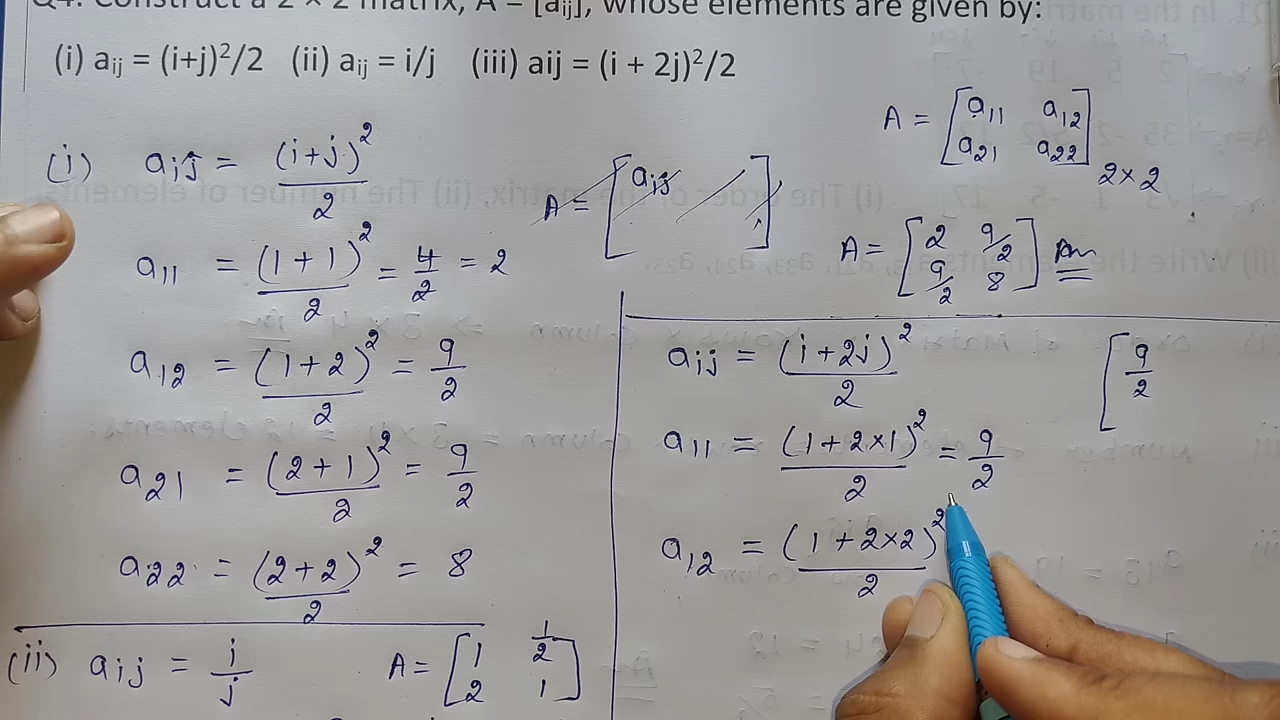 Q4. Construct a 2 × 2 matrix, A = [aij], whose elements are given by:
(i) aij = (i+j)²/2 (ii) aij = i/j (iii) aij = (i + 2j)²/2
(i) aij = (i+j)²/2
a11 = (1+1)²/2 = 4/2 = 2
a12 = (1+2)²/2 = 9/2
a21 = (2+1)²/2 = 9/2
a22 = (2+2)²/2 = 8
(ii) aij = i/j
A = [1 1/2
2 1]
A = [aij ]
A = [a11 a12
a21 a22] 2×2
A = [2 9/2
9/2 8] Ans
aij = (i+2j)²/2
a11 = (1+2×1)²/2 = 9/2
a12 = (1+2×2)²/2
[9/2